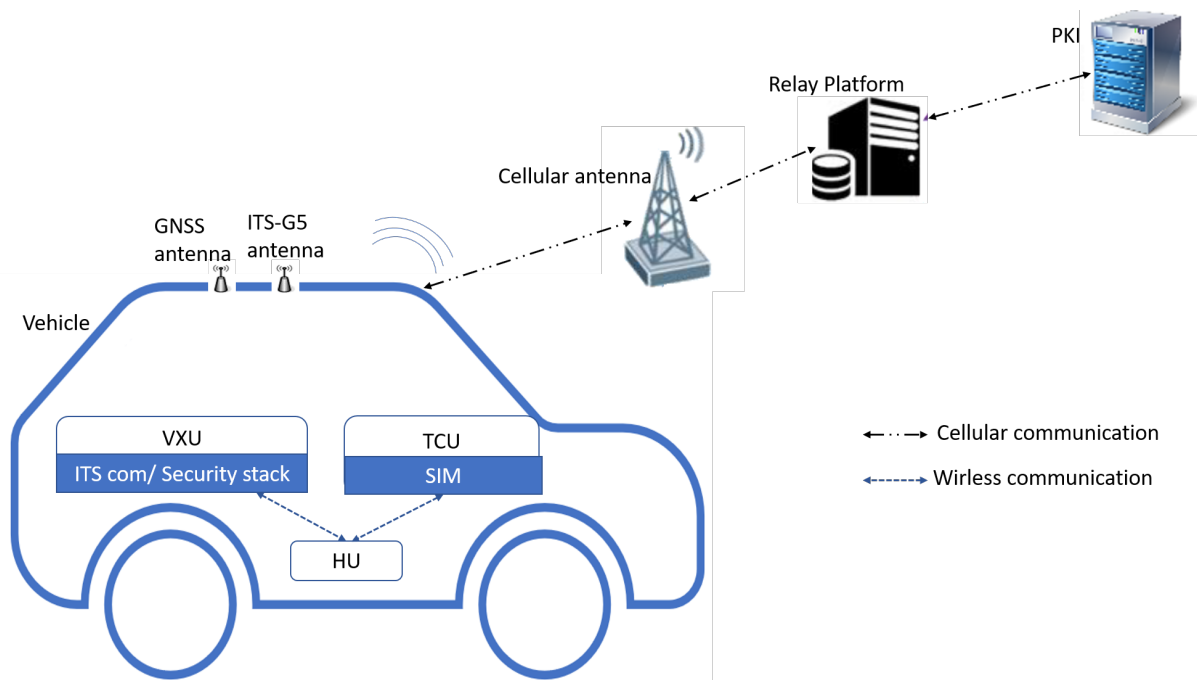 PKI
Relay Platform
Cellular antenna
GNSS
antenna
ITS-G5
antenna
Vehicle
VXU
ITS com/ Security stack
TCU
SIM
HU
Cellular communication
Wirless communication